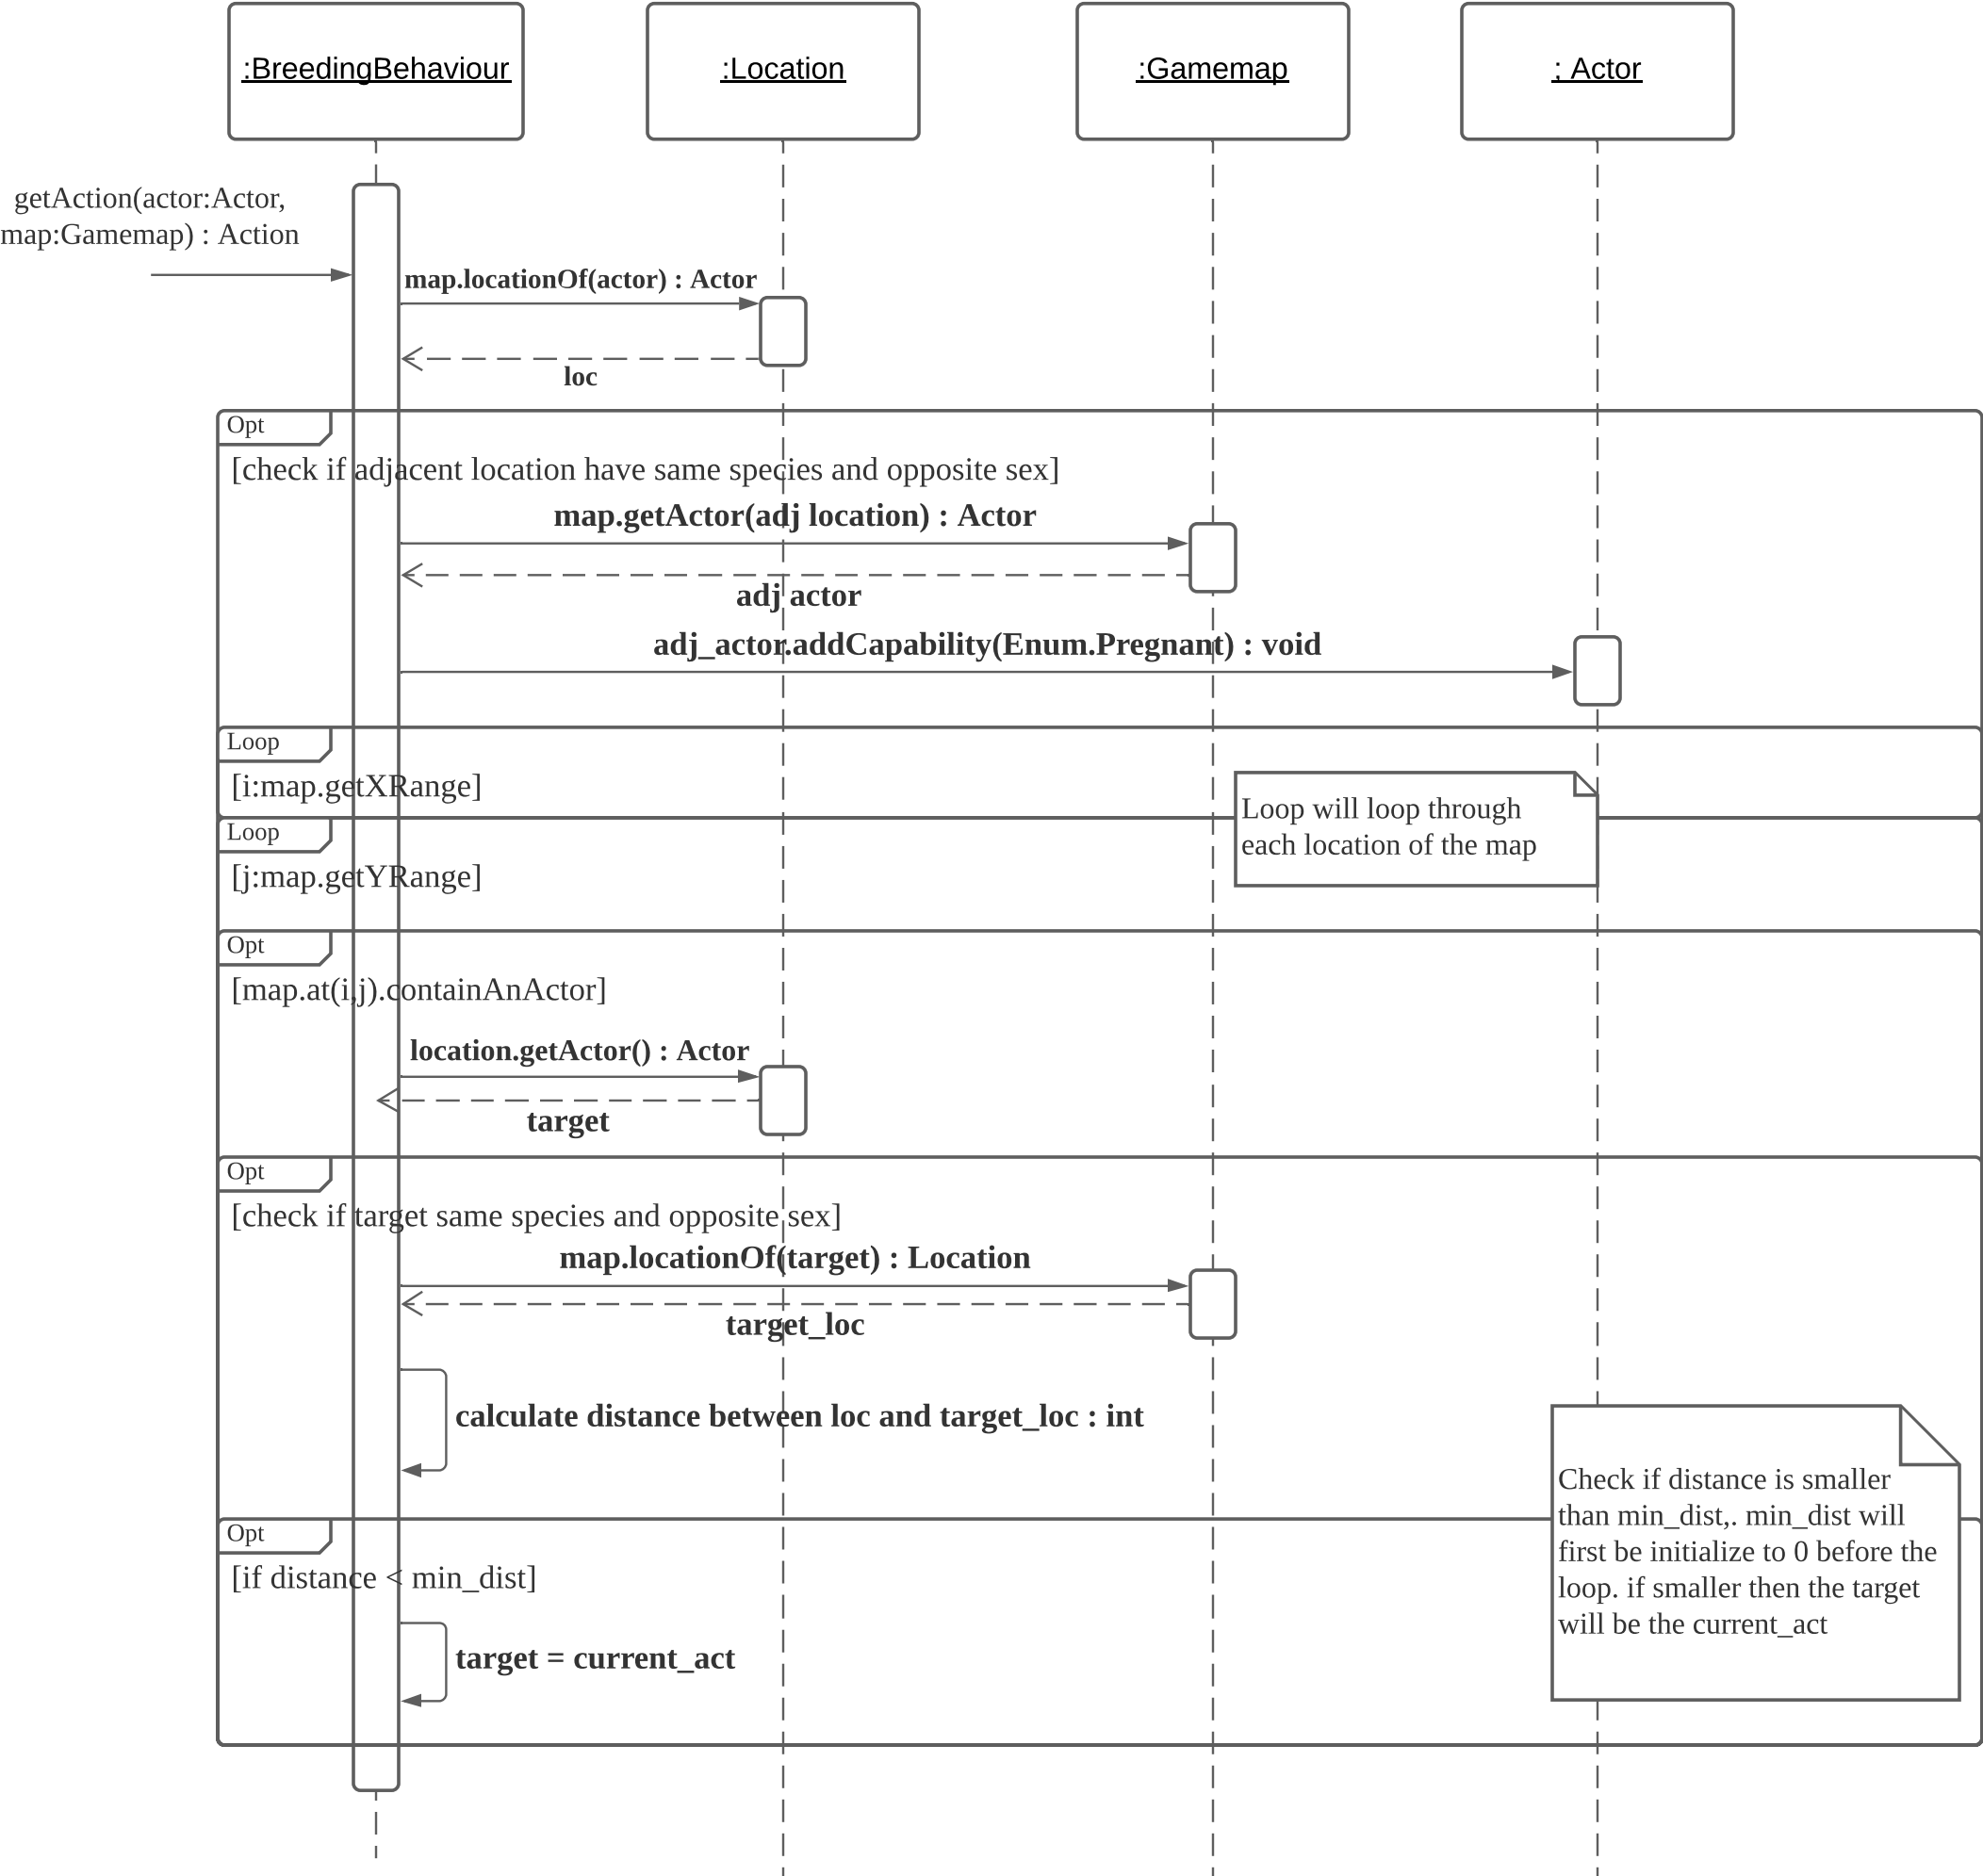 :BreedingBehaviour
:Location
:Gamemap
; Actor
getAction(actor:Actor,
map:Gamemap) : Action
map.locationOf(actor) : Actor
loc
Opt
[check if adjacent location have same species and opposite sex]
map.getActor(adj location) : Actor
adj actor
adj_actor.addCapability(Enum.Pregnant) : void
Loop
[i:map.getXRange]
Loop will loop through
each location of the map
Loop
[j:map.getYRange]
Opt
[map.at(i,j).containAnActor]
location.getActor() : Actor
target
Opt
[check if target same species and opposite sex]
map.locationOf(target) : Location
target_loc
calculate distance between loc and target_loc : int
Check if distance is smaller
than min_dist,. min_dist will
first be initialize to 0 before the
loop. if smaller then the target
will be the current_act
Opt
[if distance < min_dist]
target = current_act